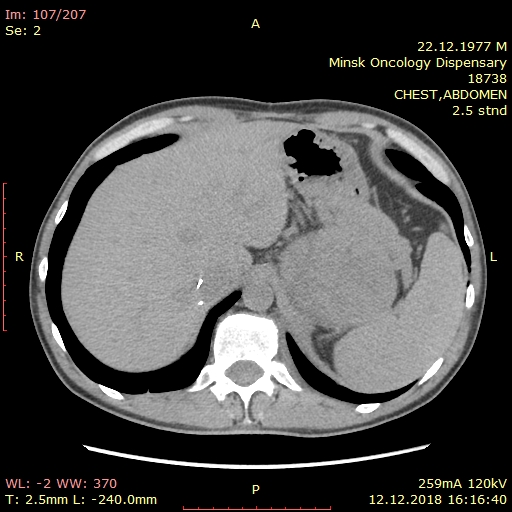 Im: 107/207
Se: 2
A
22.12.1977 M
Minsk Oncology Dispensary
18738
CHEST,ABDOMEN
2.5 stnd
R
L
WL: -2 WW: 370
T: 2.5mm L: -240.0mm
P
259mA 120kV
12.12.2018 16:16:40